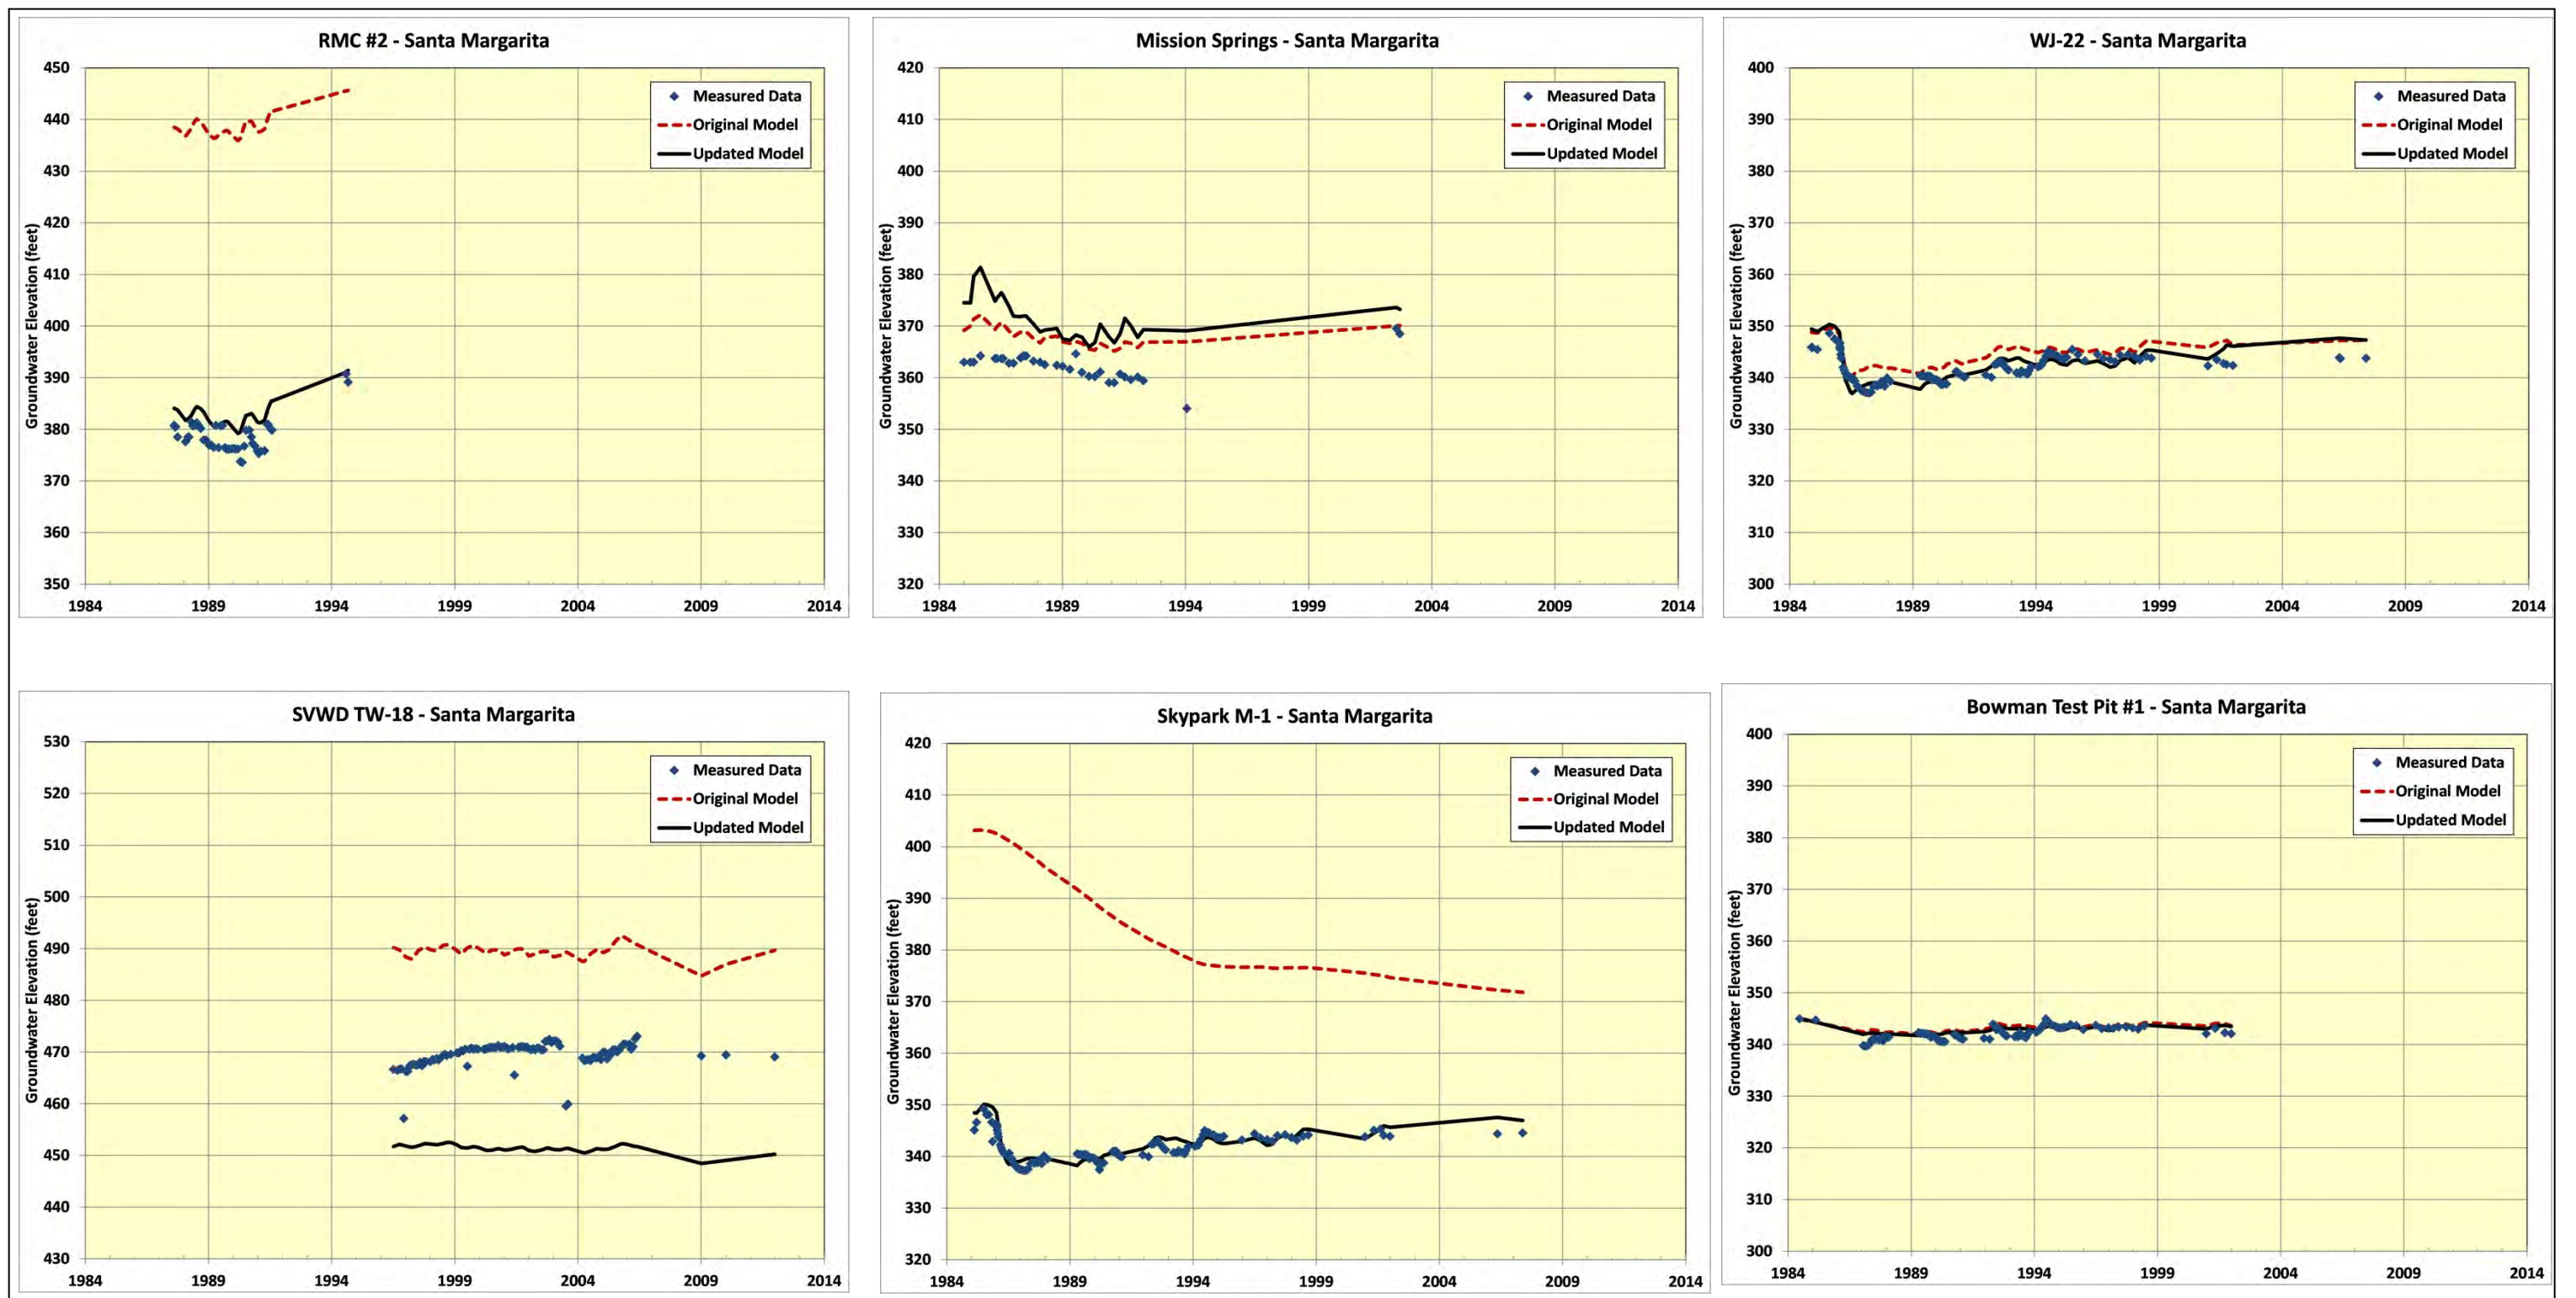 RMC #2 - Santa Margarita
Groundwater Elevation (feet)
450
440
430
420
410
400
390
380
370
360
350
1984 1989 1994 1999 2004 2009 2014
Measured Data
Original Model
Updated Model
Mission Springs - Santa Margarita
Groundwater Elevation (feet)
420
410
400
390
380
370
360
350
340
330
320
1984 1989 1994 1999 2004 2009 2014
Measured Data
Original Model
Updated Model
WJ-22 - Santa Margarita
Groundwater Elevation (feet)
400
390
380
370
360
350
340
330
320
310
300
1984 1989 1994 1999 2004 2009 2014
Measured Data
Original Model
Updated Model
SVWD TW-18 - Santa Margarita
Groundwater Elevation (feet)
530
520
510
500
490
480
470
460
450
440
430
1984 1989 1994 1999 2004 2009 2014
Measured Data
Original Model
Updated Model
Skypark M-1 - Santa Margarita
Groundwater Elevation (feet)
420
410
400
390
380
370
360
350
340
330
320
1984 1989 1994 1999 2004 2009 2014
Measured Data
Original Model
Updated Model
Bowman Test Pit #1 - Santa Margarita
Groundwater Elevation (feet)
400
390
380
370
360
350
340
330
320
310
300
1984 1989 1994 1999 2004 2009 2014
Measured Data
Original Model
Updated Model